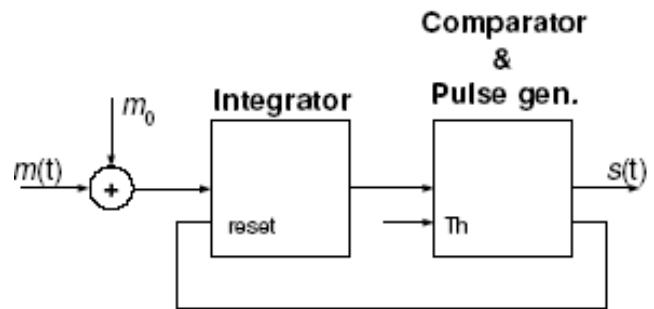 Comparator
&
Pulse gen.
Integrator
m₀
m(t)
+
s(t)
reset
Th